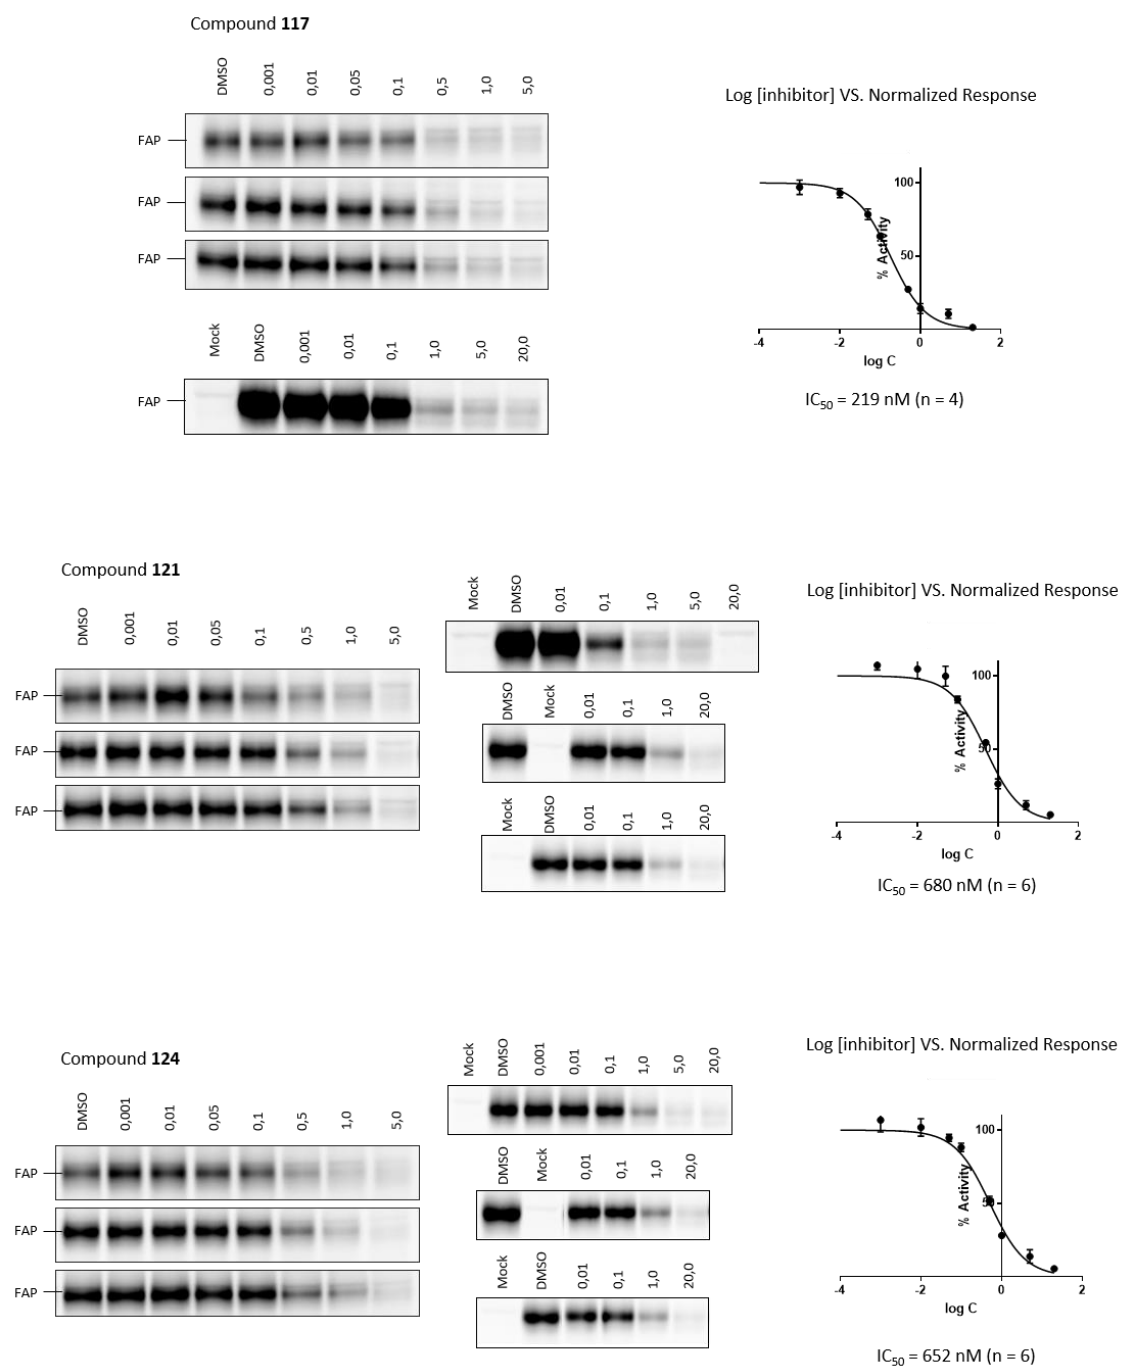 Compound 117
DMSO 0,001 0,01 0,05 0,1 0,5 1,0 5,0
FAP
FAP
FAP
Mock DMSO 0,001 0,01 0,1 1,0 5,0 20,0
FAP
Log [inhibitor] VS. Normalized Response
100
50
% Activity
-4 -2 0 2
log C
IC50 = 219 nM (n = 4)
Compound 121
DMSO 0,001 0,01 0,05 0,1 0,5 1,0 5,0
FAP
FAP
FAP
Mock DMSO 0,01 0,1 1,0 5,0 20,0
DMSO Mock 0,01 0,1 1,0 20,0
Mock DMSO 0,01 0,1 1,0 20,0
Log [inhibitor] VS. Normalized Response
100
50
% Activity
-4 -2 0 2
log C
IC50 = 680 nM (n = 6)
Compound 124
DMSO 0,001 0,01 0,05 0,1 0,5 1,0 5,0
FAP
FAP
FAP
Mock DMSO 0,001 0,01 0,1 1,0 5,0 20,0
DMSO Mock 0,01 0,1 1,0 20,0
Mock DMSO 0,01 0,1 1,0 20,0
Log [inhibitor] VS. Normalized Response
100
50
% Activity
-4 -2 0 2
log C
IC50 = 652 nM (n = 6)